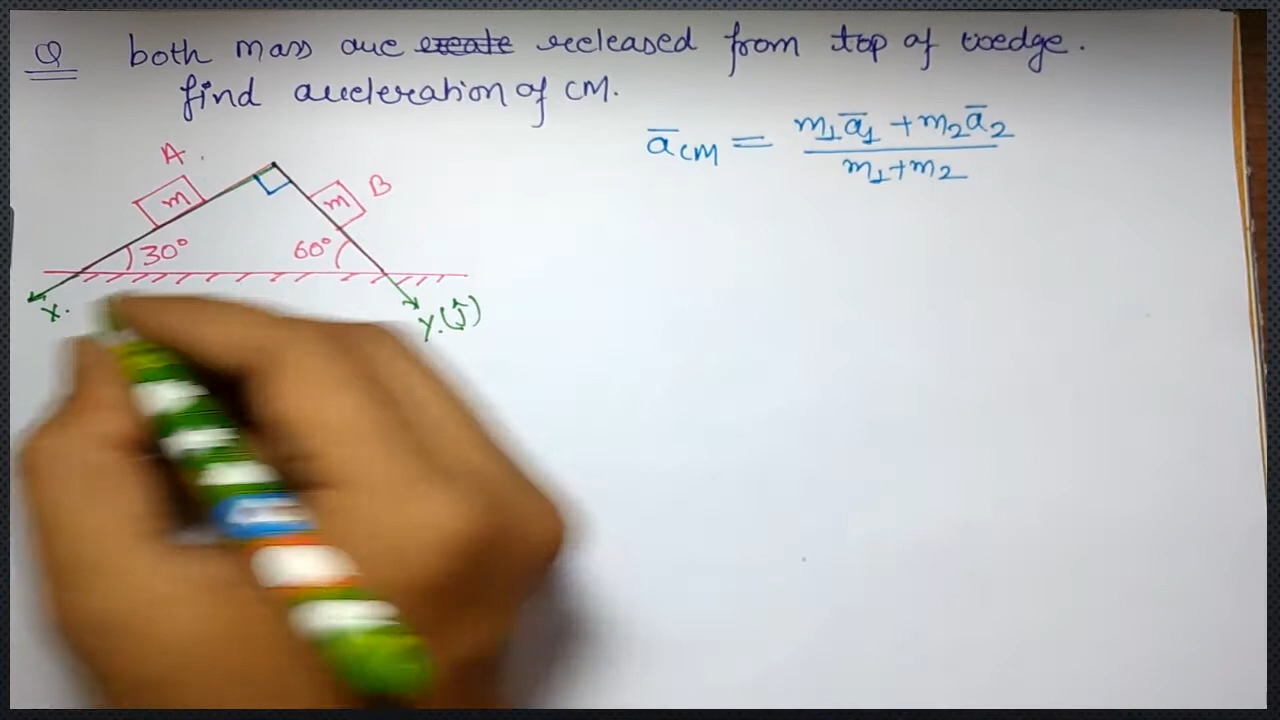 Q both mass are create released from top of wedge.
find accleration of CM.
a̅CM = m1a̅1 + m2a̅2
m1+m2
A.
m
m
B
30°
60°
x.
y.(ĵ)